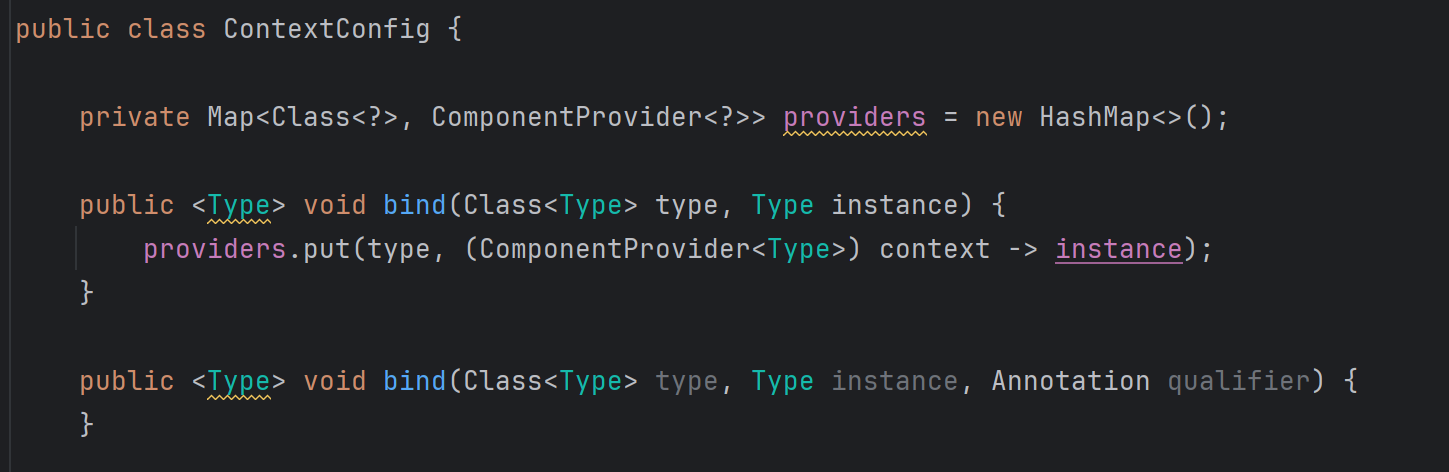 public class ContextConfig {
private Map<Class<?>, ComponentProvider<?>> providers = new HashMap<>();
public <Type> void bind(Class<Type> type, Type instance) {
providers.put(type, (ComponentProvider<Type>) context -> instance);
}
public <Type> void bind(Class<Type> type, Type instance, Annotation qualifier) {
}